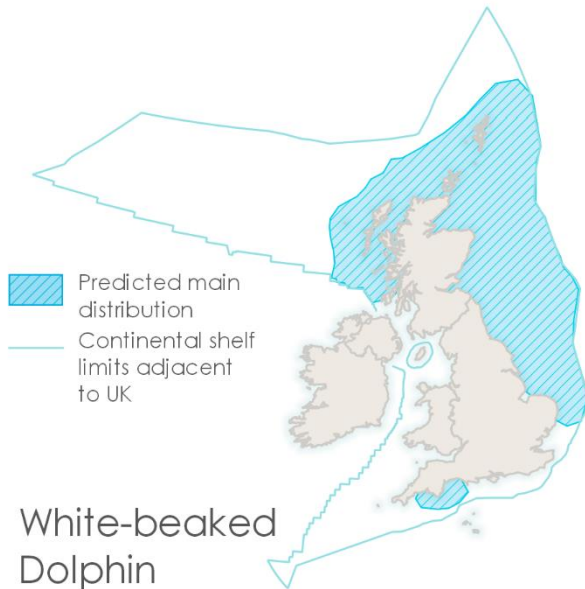 Predicted main
distribution
Continental shelf
limits adjacent
to UK
White-beaked
Dolphin